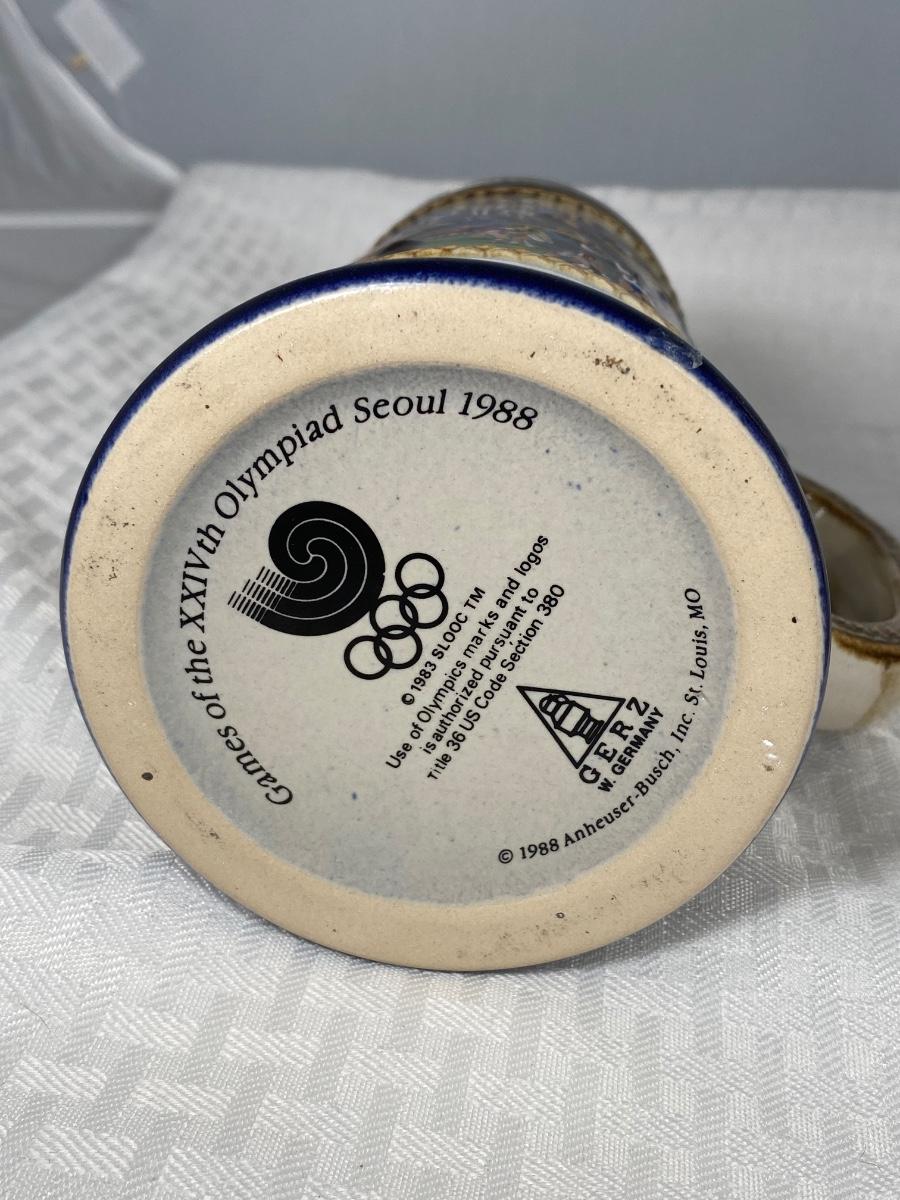 Games of the XXIVth Olympiad Seoul 1988
©1983 SLOOC TM
Use of Olympics marks and logos
is authorized pursuant to
Title 36 US Code Section 380
GERZ
W. GERMANY
© 1988 Anheuser-Busch, Inc. St. Louis, MO